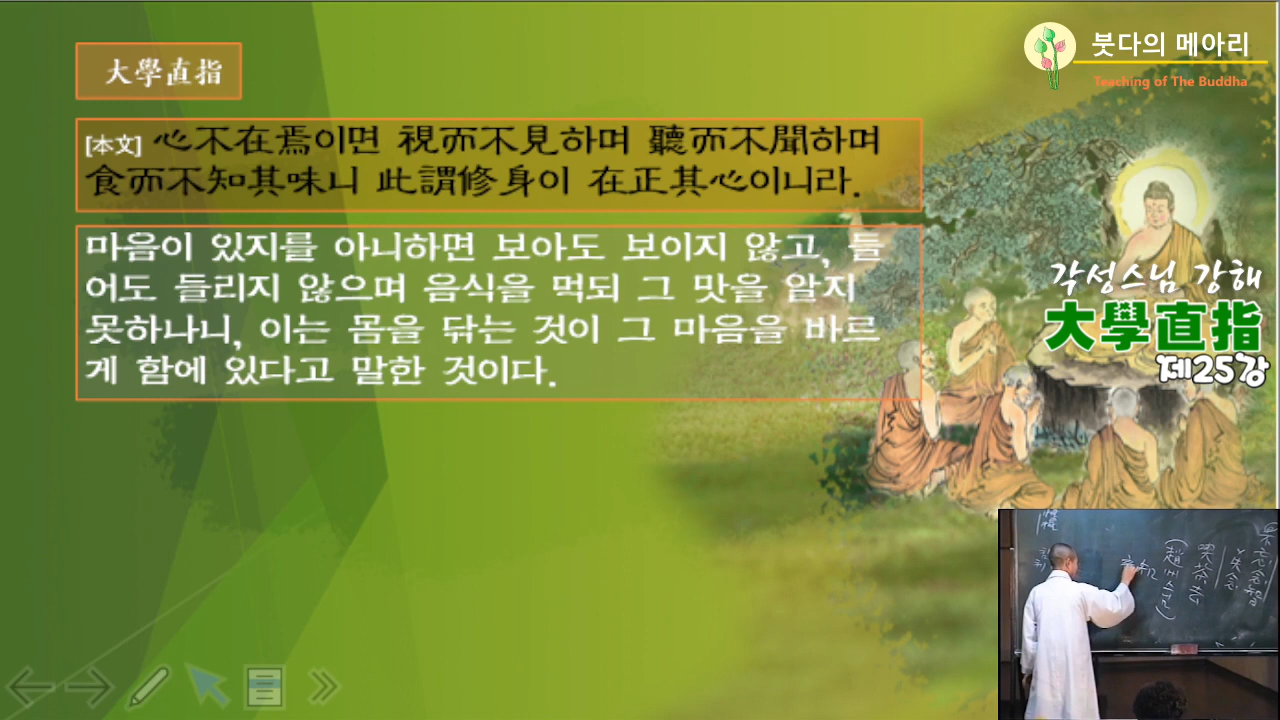 大學直指
[本文] 心不在焉이면 視而不見하며 聽而不聞하며
食而不知其味니 此謂修身이 在正其心이니라.
마음이 있지를 아니하면 보아도 보이지 않고, 들
어도 들리지 않으며 음식을 먹되 그 맛을 알지
못하나니, 이는 몸을 닦는 것이 그 마음을 바르
게 함에 있다고 말한 것이다.
붓다의 메아리
Teaching of The Buddha
각성스님 강해
大學直指
제25강
喫茶去